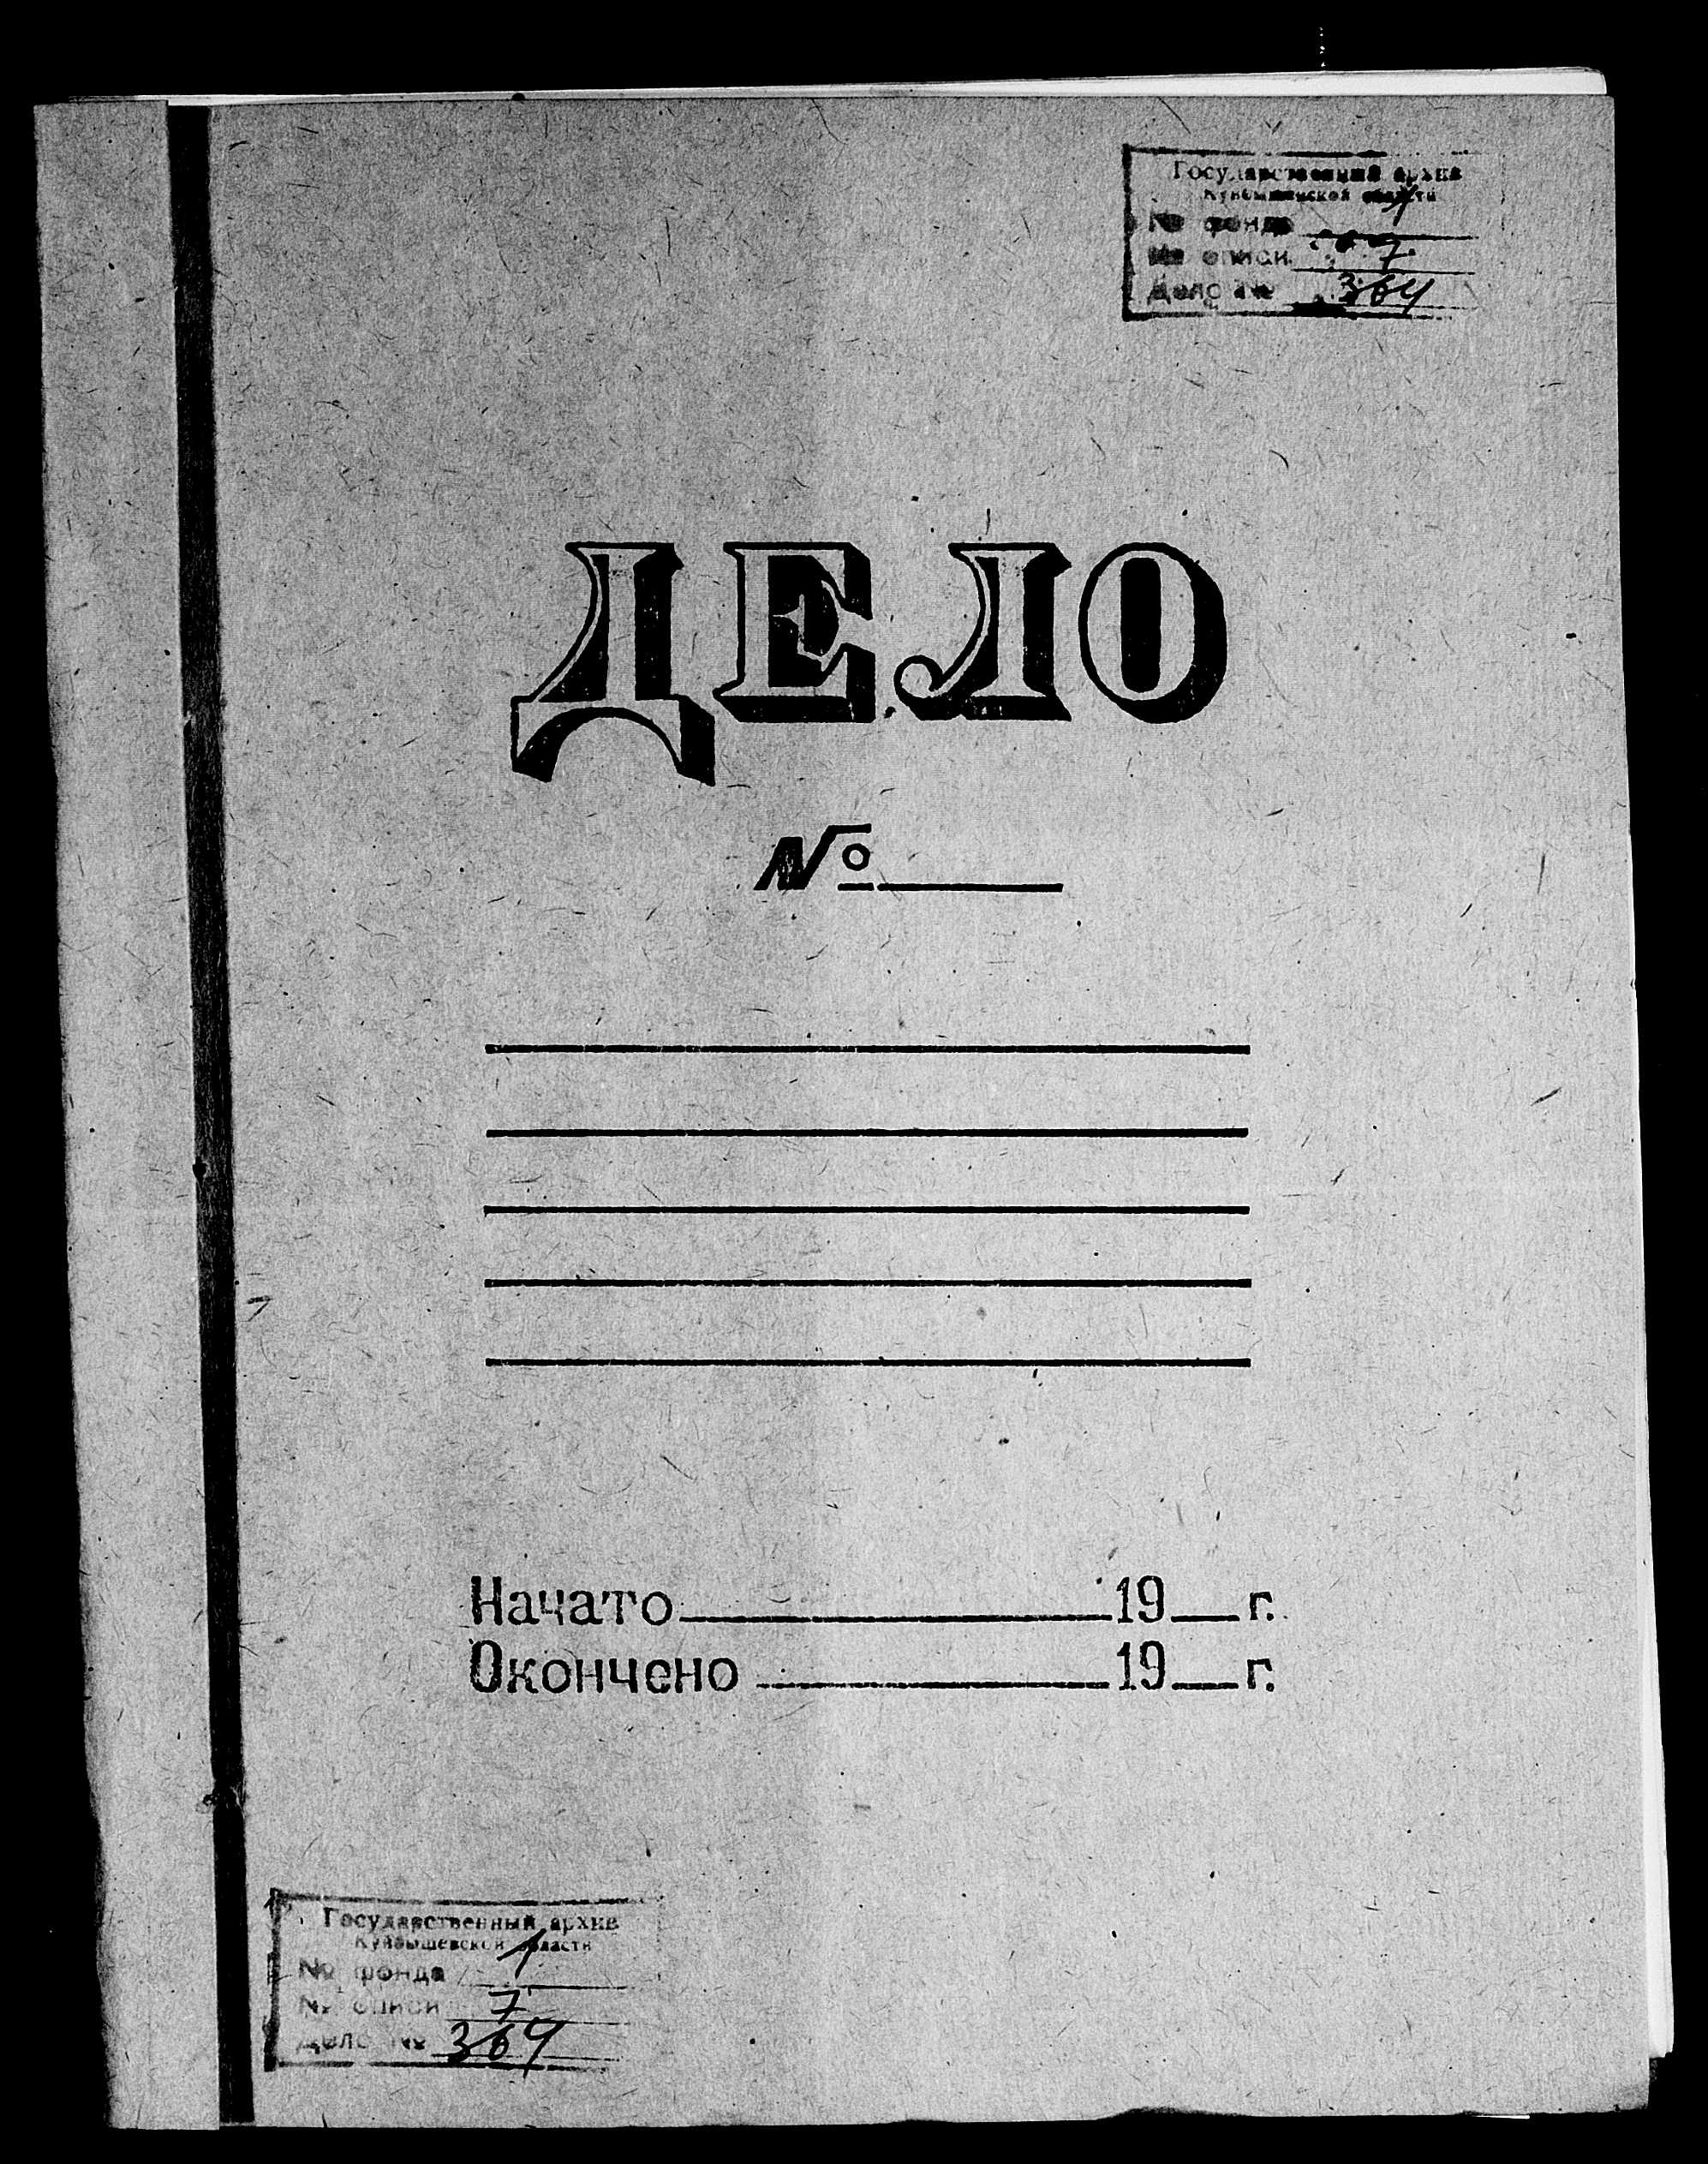 Государственный архив
Куйбышевской области
№ фонда 1
№ описи 7
Дело № 364
ДЕЛО
№
Начато 19 г.
Окончено 19 г.
Государственный архив
Куйбышевской области
№ фонда 1
№ описи 7
Дело № 364